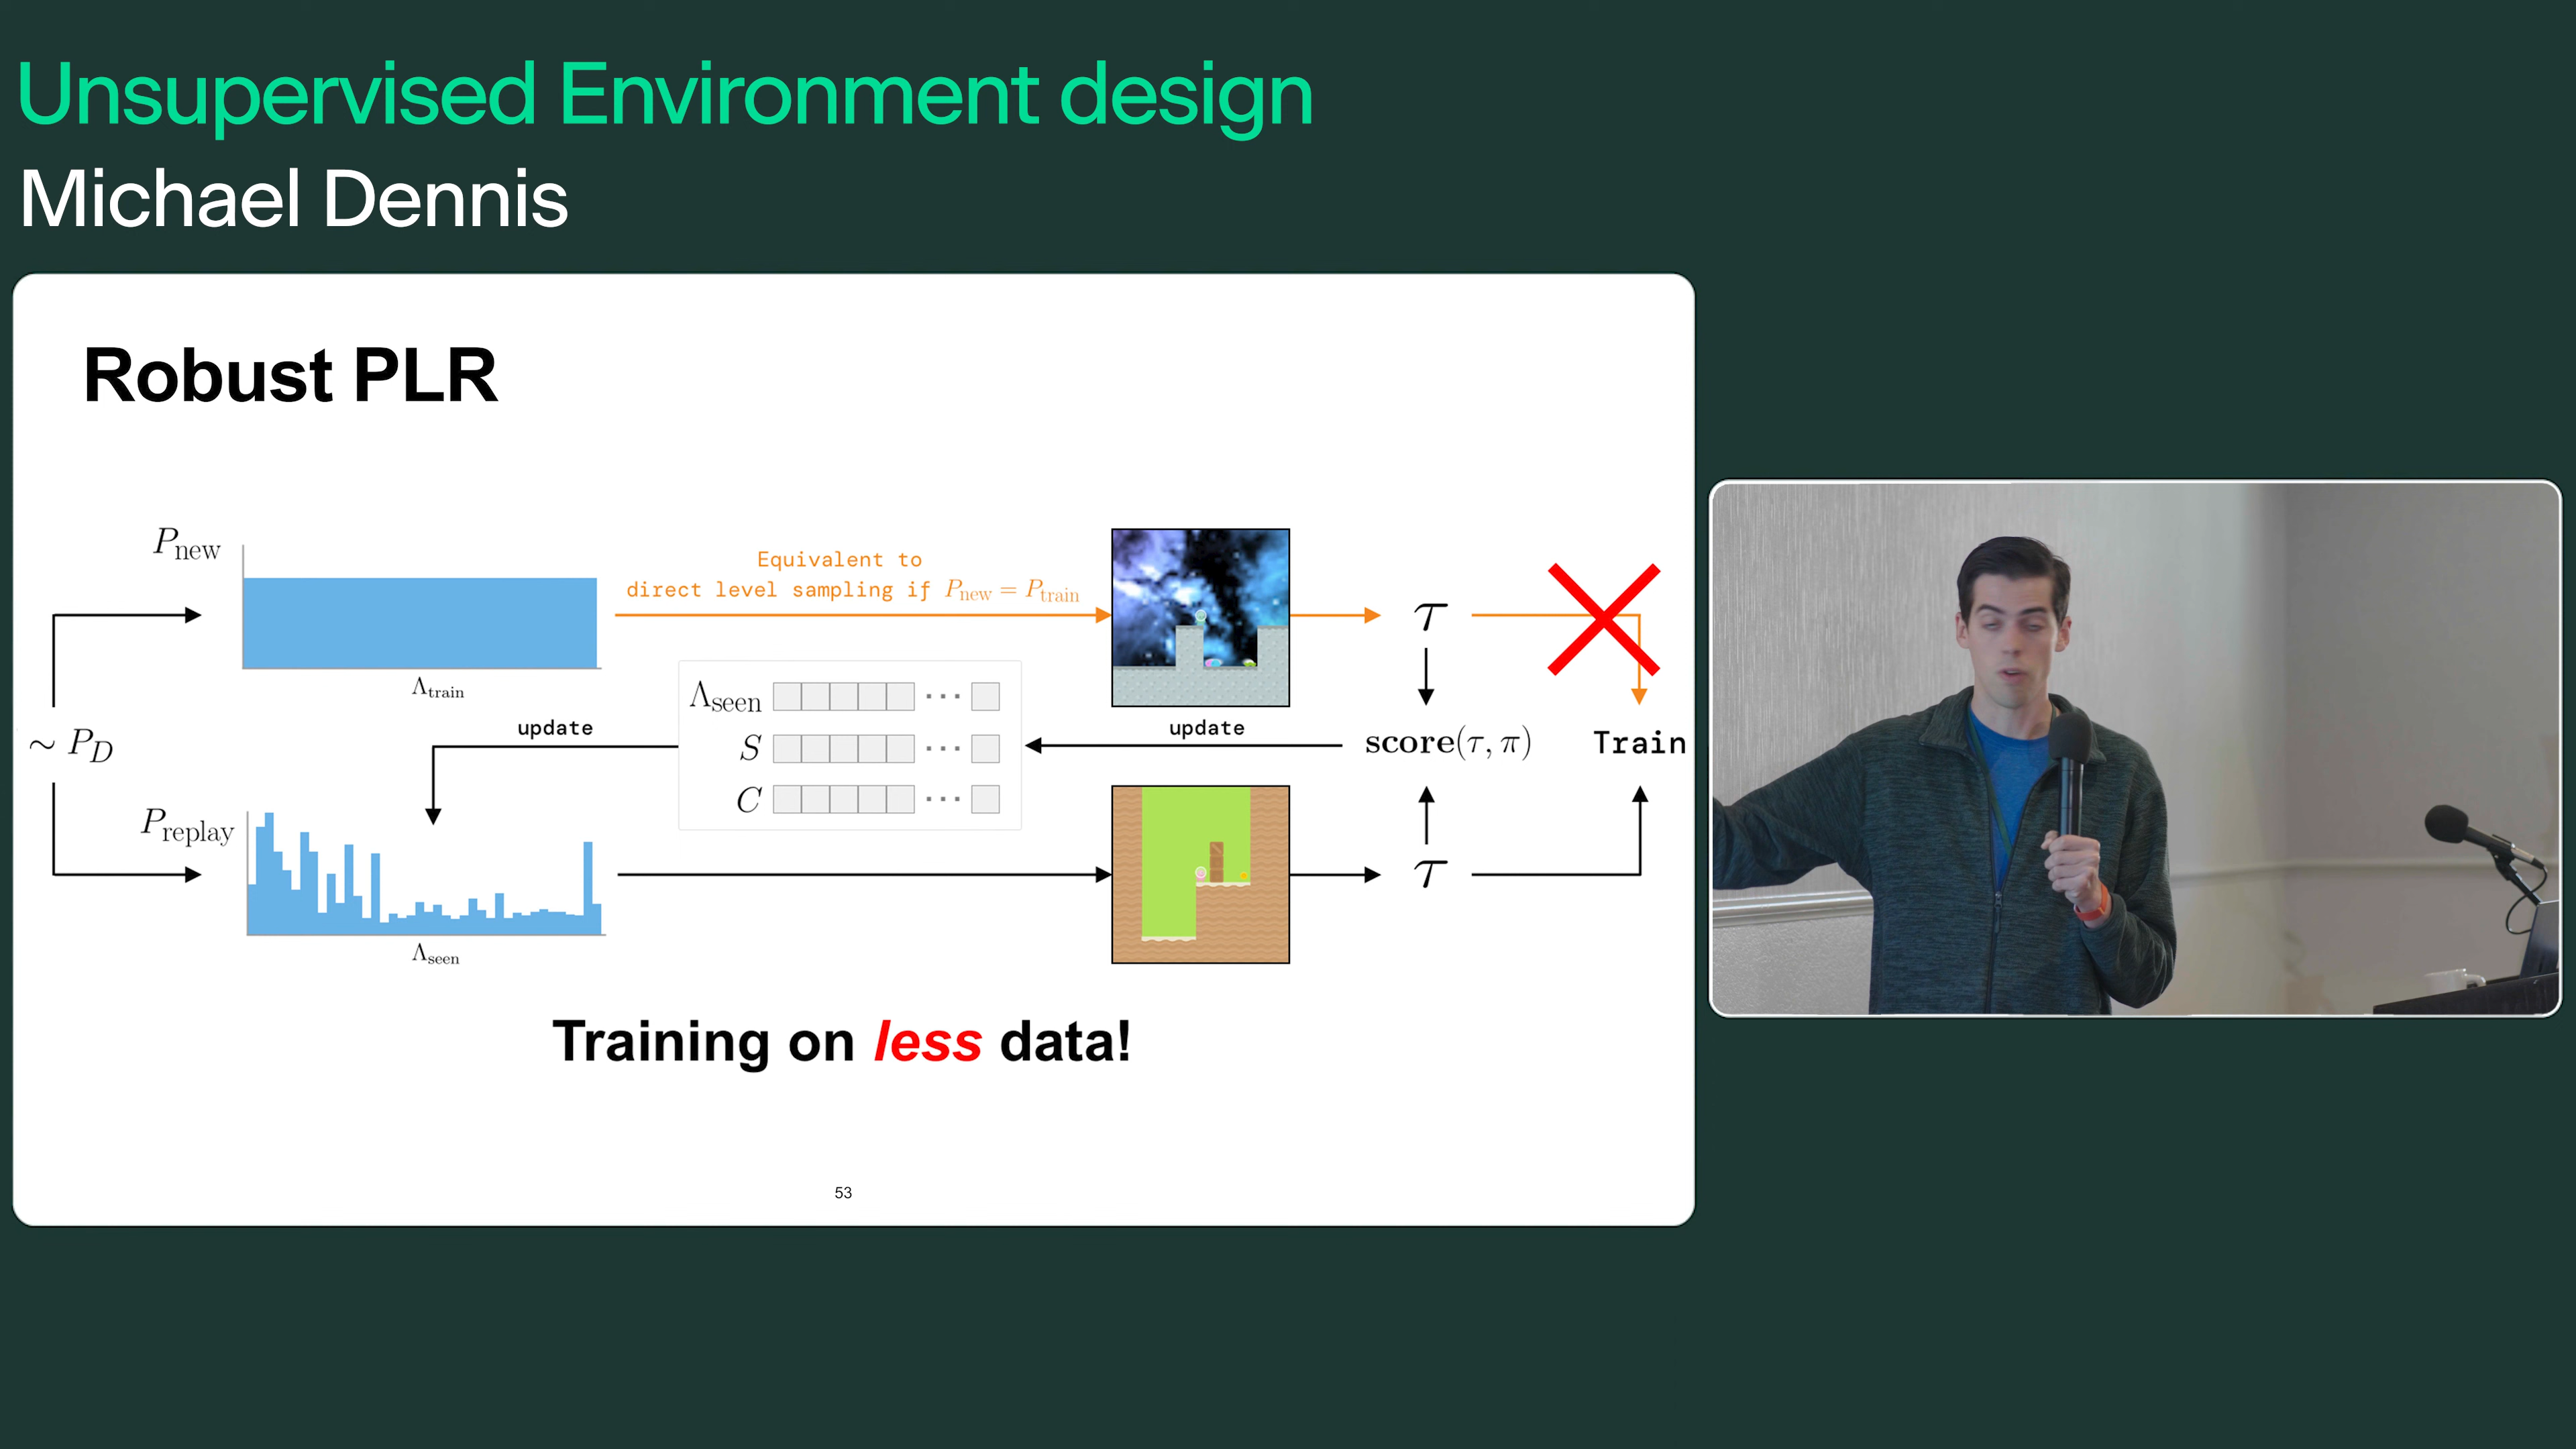 Unsupervised Environment design
Michael Dennis
Robust PLR
P_new
Λ_train
Equivalent to
direct level sampling if P_new = P_train
τ
Λ_seen ···
S ···
C ···
update
update
score(τ, π)
Train
~ P_D
P_replay
Λ_seen
τ
Training on less data!
53